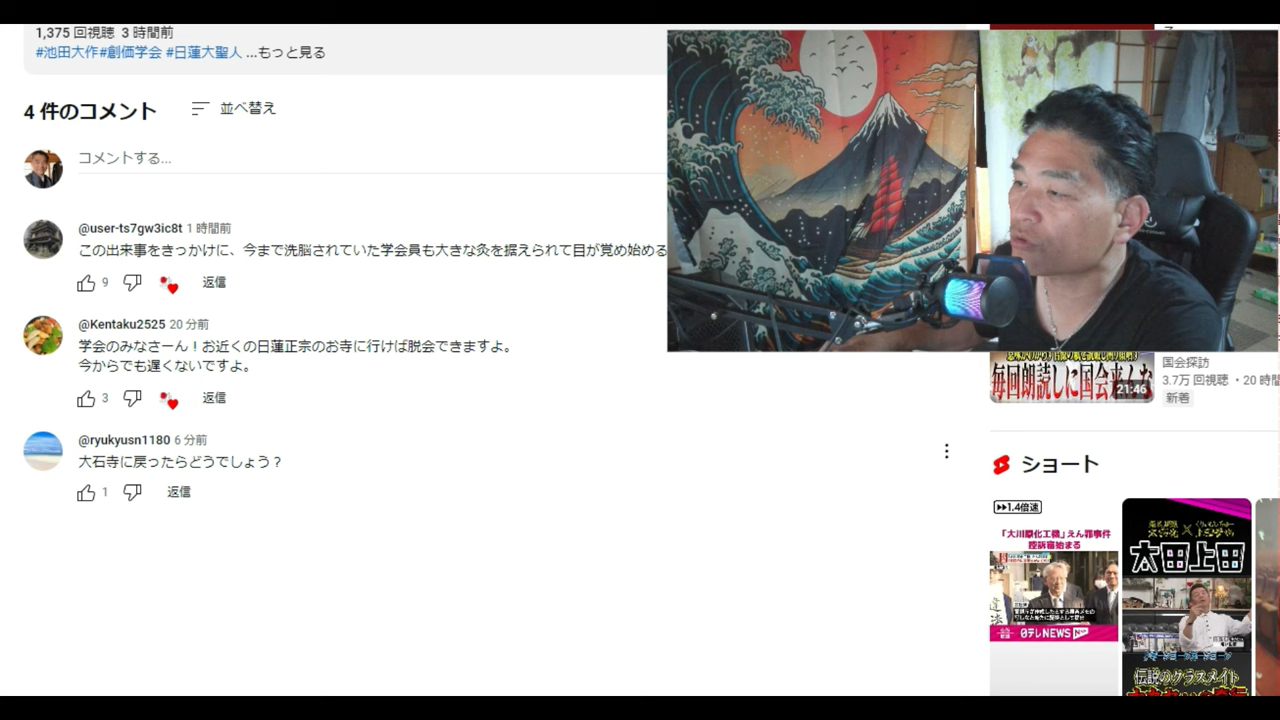 1,375 回視聴 3 時間前
#池田大作#創価学会 #日蓮大聖人 ...もっと見る
4 件のコメント
並べ替え
コメントする...
@user-ts7gw3ic8t 1 時間前
この出来事をきっかけに、今まで洗脳されていた学会員も大きな灸を据えられて目が覚め始める
9
返信
@Kentaku2525 20 分前
学会のみなさーん！お近くの日蓮正宗のお寺に行けば脱会できますよ。
今からでも遅くないですよ。
3
返信
@ryukyusn1180 6 分前
大石寺に戻ったらどうでしょう？
1
返信
毎回朗読しに国会来んな
21:46
国会探訪
3.7万 回視聴 ・20 時間
新着
ショート
1.4倍速
「大川原化工機」えん罪事件
控訴審始まる
日テレNEWS
太田上田
伝説のクラスメイト